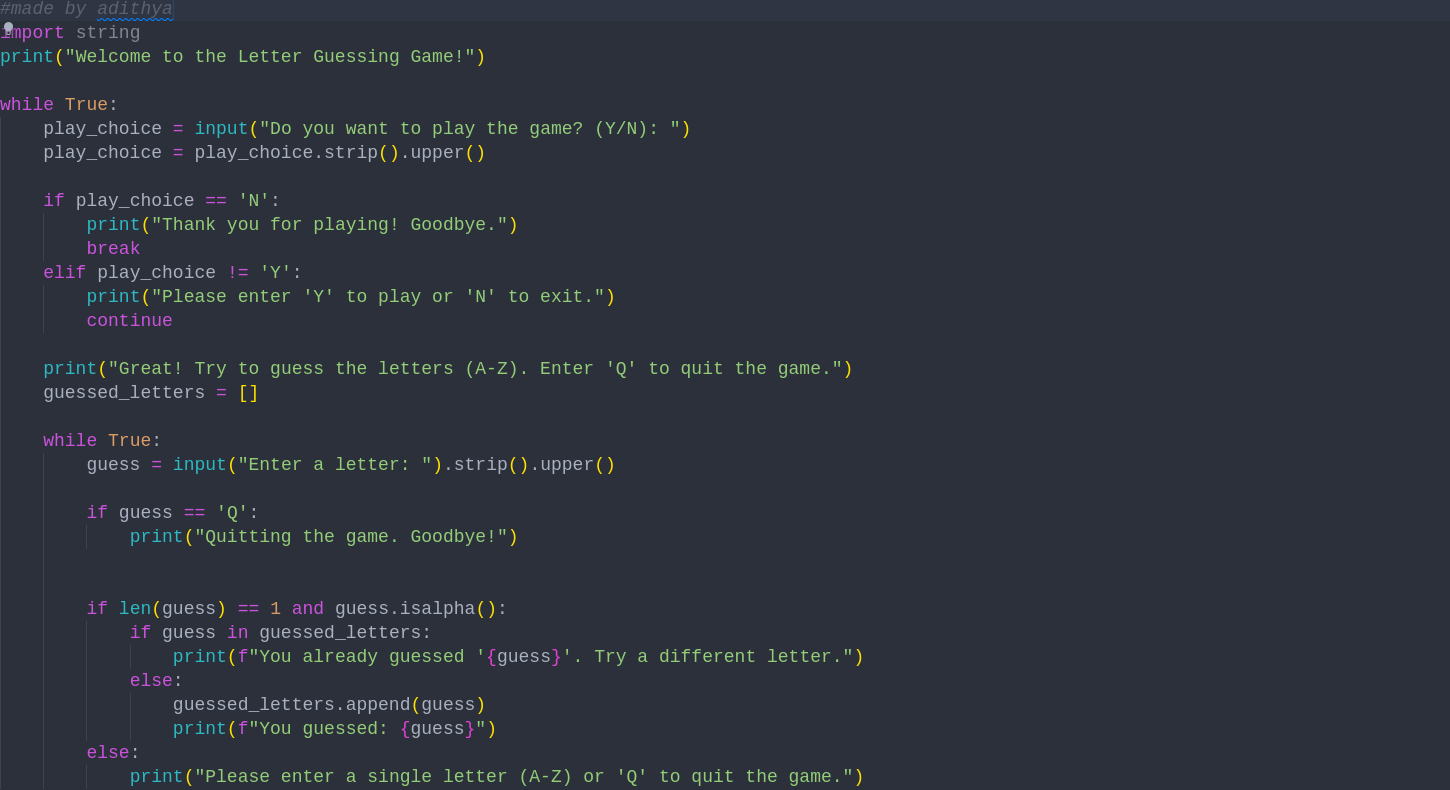 #made by adithya
import string
print("Welcome to the Letter Guessing Game!")

while True:
    play_choice = input("Do you want to play the game? (Y/N): ")
    play_choice = play_choice.strip().upper()

    if play_choice == 'N':
        print("Thank you for playing! Goodbye.")
        break
    elif play_choice != 'Y':
        print("Please enter 'Y' to play or 'N' to exit.")
        continue

    print("Great! Try to guess the letters (A-Z). Enter 'Q' to quit the game.")
    guessed_letters = []

    while True:
        guess = input("Enter a letter: ").strip().upper()

        if guess == 'Q':
            print("Quitting the game. Goodbye!")


        if len(guess) == 1 and guess.isalpha():
            if guess in guessed_letters:
                print(f"You already guessed '{guess}'. Try a different letter.")
            else:
                guessed_letters.append(guess)
                print(f"You guessed: {guess}")
        else:
            print("Please enter a single letter (A-Z) or 'Q' to quit the game.")